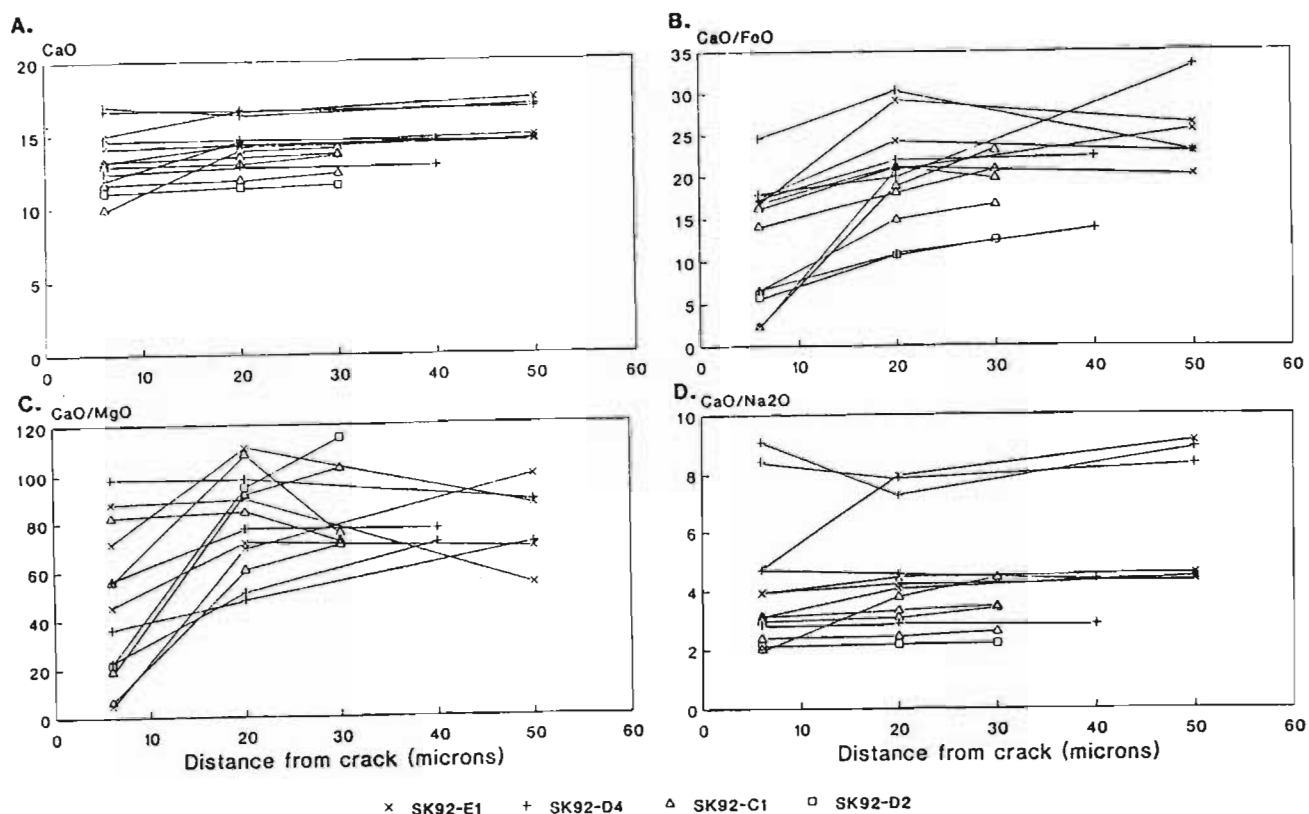 A.
CaO
20
15
10
5
0
0 10 20 30 40 50 60
B.
CaO/FeO
35
30
25
20
15
10
5
0
0 10 20 30 40 50 60
C.
CaO/MgO
120
100
80
60
40
20
0
0 10 20 30 40 50 60
Distance from crack (microns)
D.
CaO/Na2O
10
8
6
4
2
0
0 10 20 30 40 50 60
Distance from crack (microns)
× SK92-E1 + SK92-D4 △ SK92-C1 □ SK92-D2